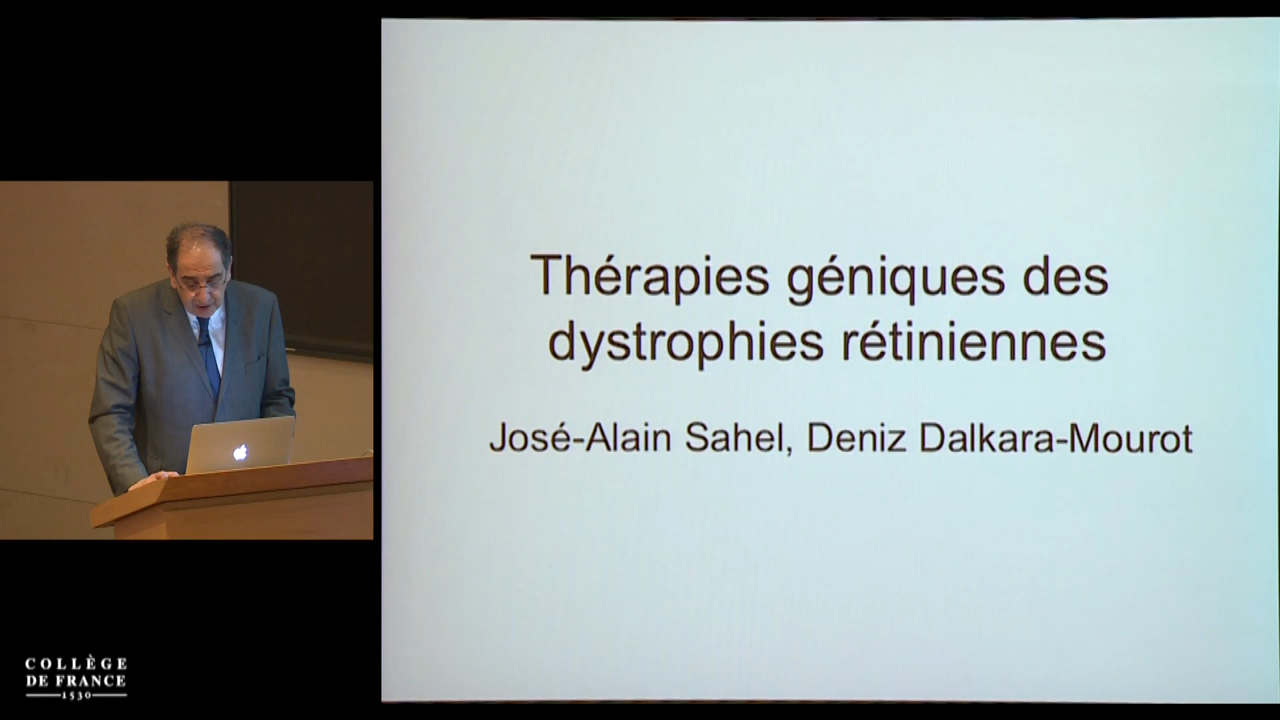 Thérapies géniques des
dystrophies rétiniennes
José-Alain Sahel, Deniz Dalkara-Mourot
COLLÈGE
DE FRANCE
1530